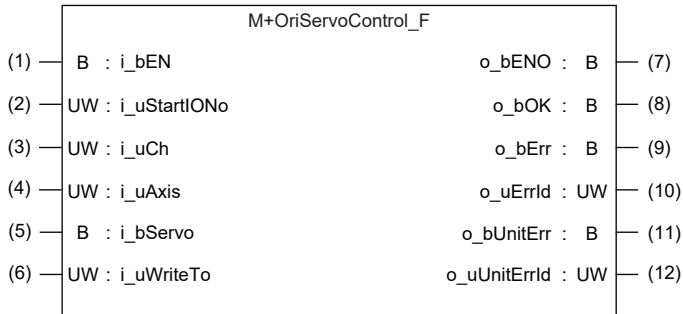 M+OriServoControl_F
(1) B : i_bEN o_bENO : B (7)
(2) UW : i_uStartIONo o_bOK : B (8)
(3) UW : i_uCh o_bErr : B (9)
(4) UW : i_uAxis o_uErrId : UW (10)
(5) B : i_bServo o_bUnitErr : B (11)
(6) UW : i_uWriteTo o_uUnitErrId : UW (12)